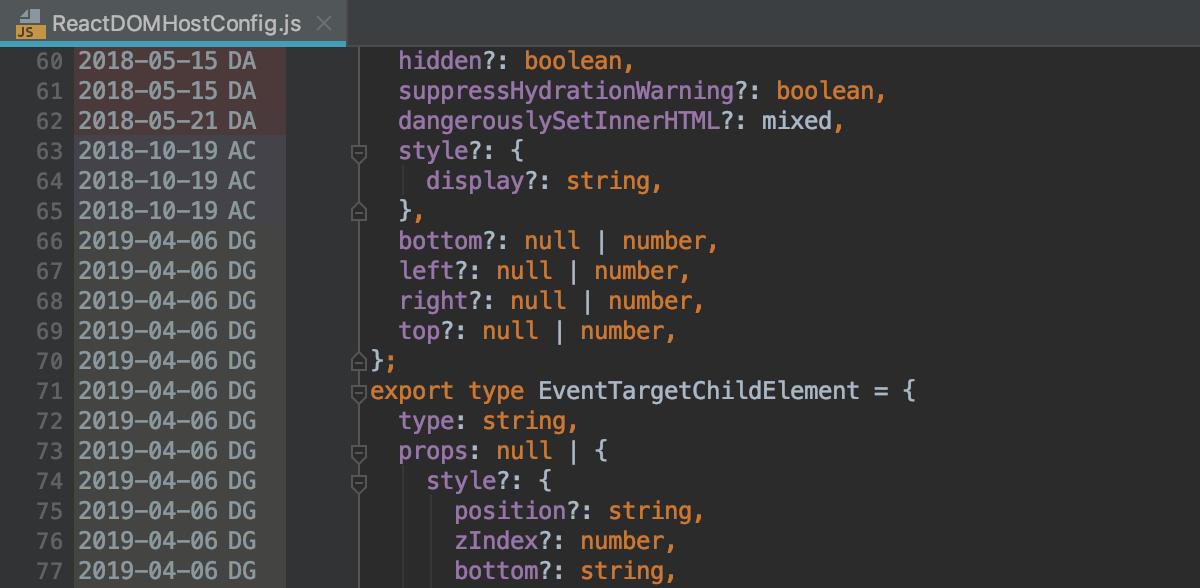 JS ReactDOMHostConfig.js
60 2018-05-15 DA hidden?: boolean,
61 2018-05-15 DA suppressHydrationWarning?: boolean,
62 2018-05-21 DA dangerouslySetInnerHTML?: mixed,
63 2018-10-19 AC style?: {
64 2018-10-19 AC display?: string,
65 2018-10-19 AC },
66 2019-04-06 DG bottom?: null | number,
67 2019-04-06 DG left?: null | number,
68 2019-04-06 DG right?: null | number,
69 2019-04-06 DG top?: null | number,
70 2019-04-06 DG };
71 2019-04-06 DG export type EventTargetChildElement = {
72 2019-04-06 DG type: string,
73 2019-04-06 DG props: null | {
74 2019-04-06 DG style?: {
75 2019-04-06 DG position?: string,
76 2019-04-06 DG zIndex?: number,
77 2019-04-06 DG bottom?: string,